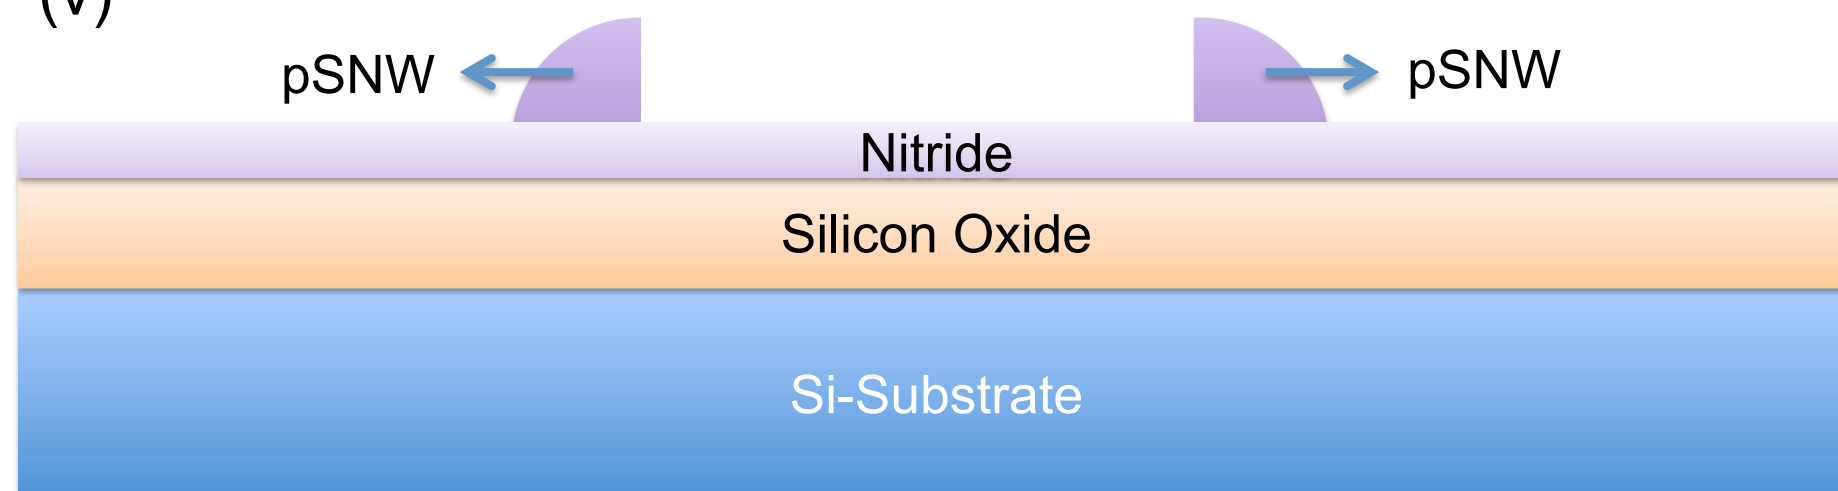 (v)
pSNW
pSNW
Nitride
Silicon Oxide
Si-Substrate